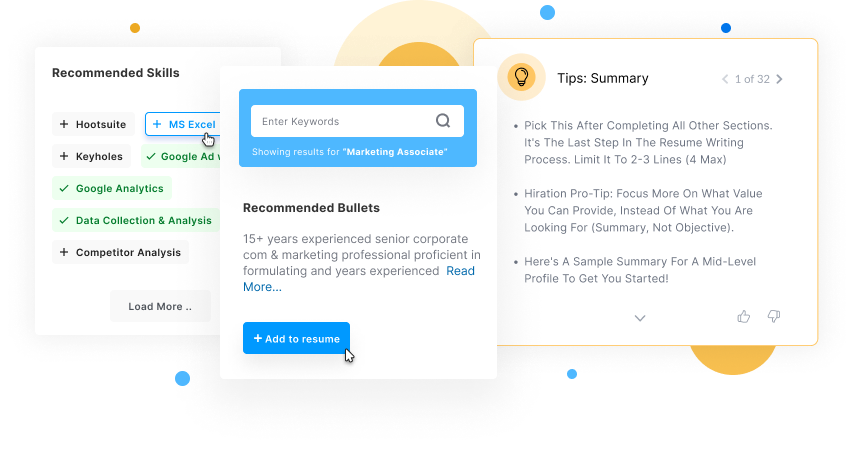 Recommended Skills
+ Hootsuite
+ MS Excel
+ Keyholes
✓ Google Ad
✓ Google Analytics
✓ Data Collection & Analysis
+ Competitor Analysis
Load More ..
Enter Keywords
Showing results for "Marketing Associate"
Recommended Bullets
15+ years experienced senior corporate
com & marketing professional proficient in
formulating and years experienced Read
More...
+ Add to resume
Tips: Summary
< 1 of 32 >
• Pick This After Completing All Other Sections.
It's The Last Step In The Resume Writing
Process. Limit It To 2-3 Lines (4 Max)
• Hiration Pro-Tip: Focus More On What Value
You Can Provide, Instead Of What You Are
Looking For (Summary, Not Objective).
• Here's A Sample Summary For A Mid-Level
Profile To Get You Started!